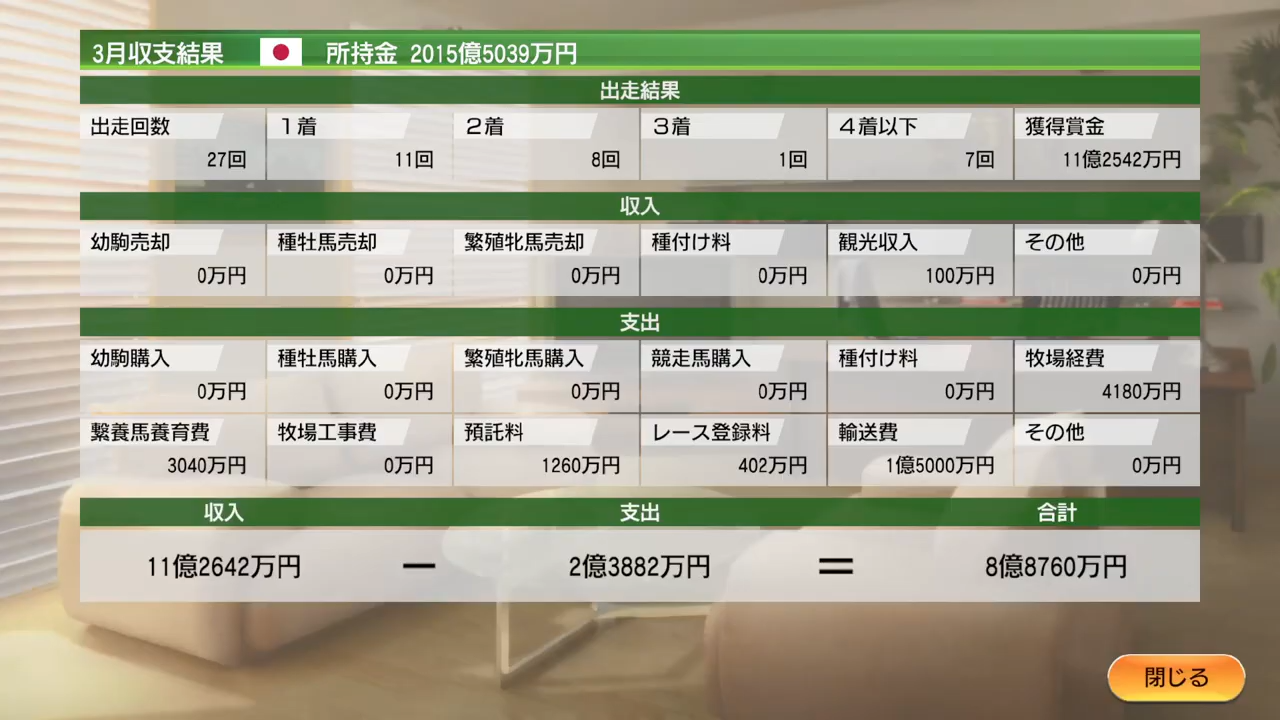 3月収支結果 所持金 2015億5039万円
出走結果
出走回数 1着 2着 3着 4着以下 獲得賞金
27回 11回 8回 1回 7回 11億2542万円
収入
幼駒売却 種牡馬売却 繁殖牝馬売却 種付け料 観光収入 その他
0万円 0万円 0万円 0万円 100万円 0万円
支出
幼駒購入 種牡馬購入 繁殖牝馬購入 競走馬購入 種付け料 牧場経費
0万円 0万円 0万円 0万円 0万円 4180万円
繋養馬養育費 牧場工事費 預託料 レース登録料 輸送費 その他
3040万円 0万円 1260万円 402万円 1億5000万円 0万円
収入 支出 合計
11億2642万円 ー 2億3882万円 = 8億8760万円
閉じる